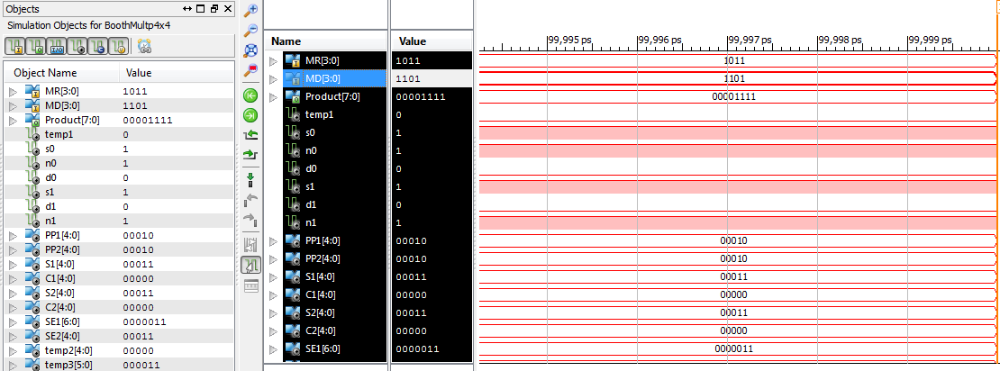 Objects
Simulation Objects for BoothMultp4x4
Object Name Value
MR[3:0] 1011
MD[3:0] 1101
Product[7:0] 00001111
temp1 0
s0 1
n0 1
d0 0
s1 1
d1 0
n1 1
PP1[4:0] 00010
PP2[4:0] 00010
S1[4:0] 00011
C1[4:0] 00000
S2[4:0] 00011
C2[4:0] 00000
SE1[6:0] 0000011
SE2[4:0] 00011
temp2[4:0] 00000
temp3[5:0] 000011
Name Value
99,995 ps 99,996 ps 99,997 ps 99,998 ps 99,999 ps
MR[3:0] 1011 1011
MD[3:0] 1101 1101
Product[7:0] 00001111 00001111
temp1 0
s0 1
n0 1
d0 0
s1 1
d1 0
n1 1
PP1[4:0] 00010 00010
PP2[4:0] 00010 00010
S1[4:0] 00011 00011
C1[4:0] 00000 00000
S2[4:0] 00011 00011
C2[4:0] 00000 00000
SE1[6:0] 0000011 0000011